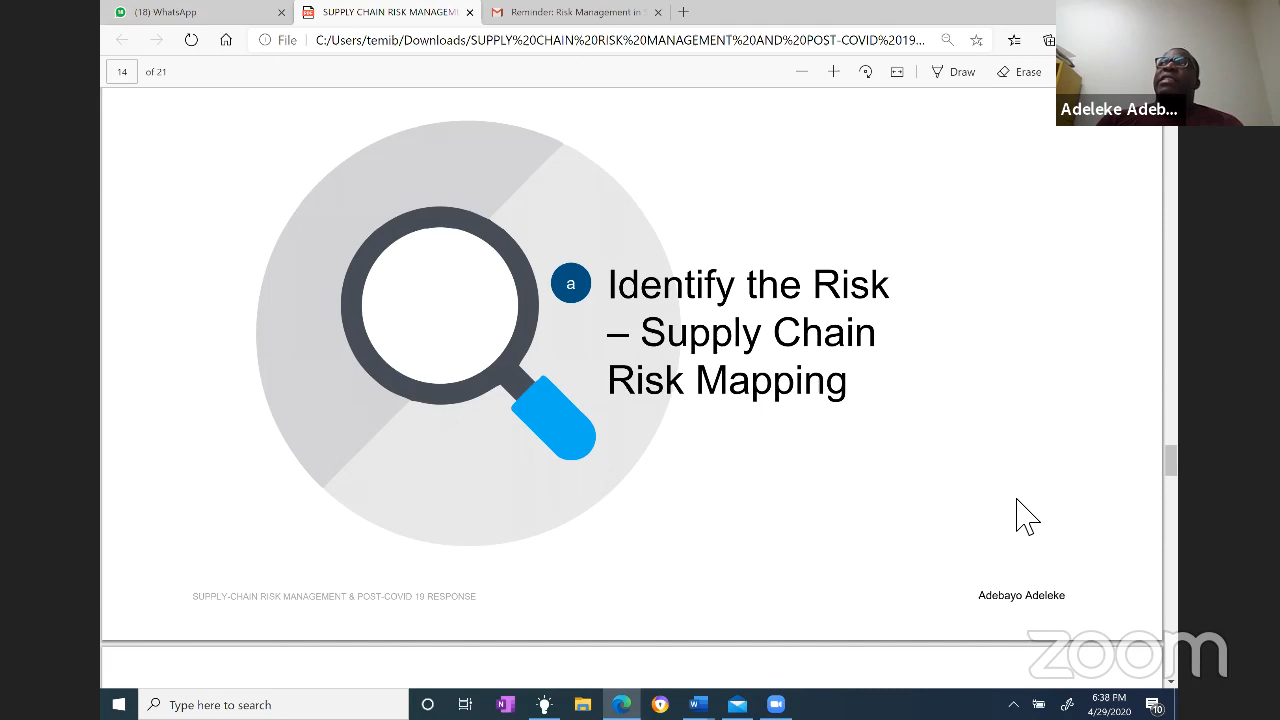 (18) WhatsApp
SUPPLY CHAIN RISK MANAGEME
Reminder: Risk Management in
File
C:/Users/temib/Downloads/SUPPLY%20CHAIN%20RISK%20MANAGEMENT%20AND%20POST-COVID%2019...
14 of 21
Draw
Erase
Adeleke Adeb...
a
Identify the Risk
– Supply Chain
Risk Mapping
SUPPLY-CHAIN RISK MANAGEMENT & POST-COVID 19 RESPONSE
Adebayo Adeleke
zoom
Type here to search
6:38 PM
4/29/2020
10